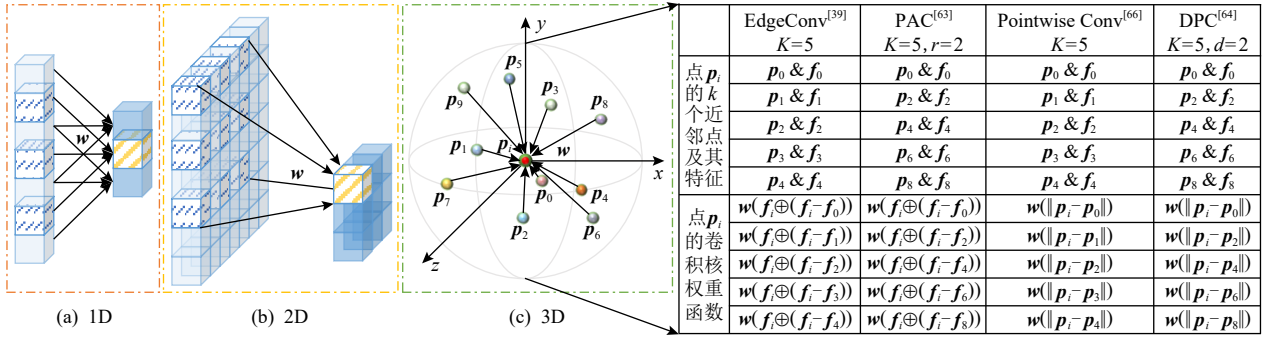 w
(a) 1D
w
(b) 2D
y
p5
p9
p3
p8
p1
pi
w
x
p7
p0
p4
p2
p6
z
(c) 3D
EdgeConv[39] PAC[63] Pointwise Conv[66] DPC[64]
K=5 K=5, r=2 K=5 K=5, d=2
点pi的k个近邻点及其特征
p0 & f0 p0 & f0 p0 & f0 p0 & f0
p1 & f1 p2 & f2 p1 & f1 p2 & f2
p2 & f2 p4 & f4 p2 & f2 p4 & f4
p3 & f3 p6 & f6 p3 & f3 p6 & f6
p4 & f4 p8 & f8 p4 & f4 p8 & f8
点pi的卷积核权重函数
w(fi⊕(fi−f0)) w(fi⊕(fi−f0)) w(‖pi−p0‖) w(‖pi−p0‖)
w(fi⊕(fi−f1)) w(fi⊕(fi−f2)) w(‖pi−p1‖) w(‖pi−p2‖)
w(fi⊕(fi−f2)) w(fi⊕(fi−f4)) w(‖pi−p2‖) w(‖pi−p4‖)
w(fi⊕(fi−f3)) w(fi⊕(fi−f6)) w(‖pi−p3‖) w(‖pi−p6‖)
w(fi⊕(fi−f4)) w(fi⊕(fi−f8)) w(‖pi−p4‖) w(‖pi−p8‖)